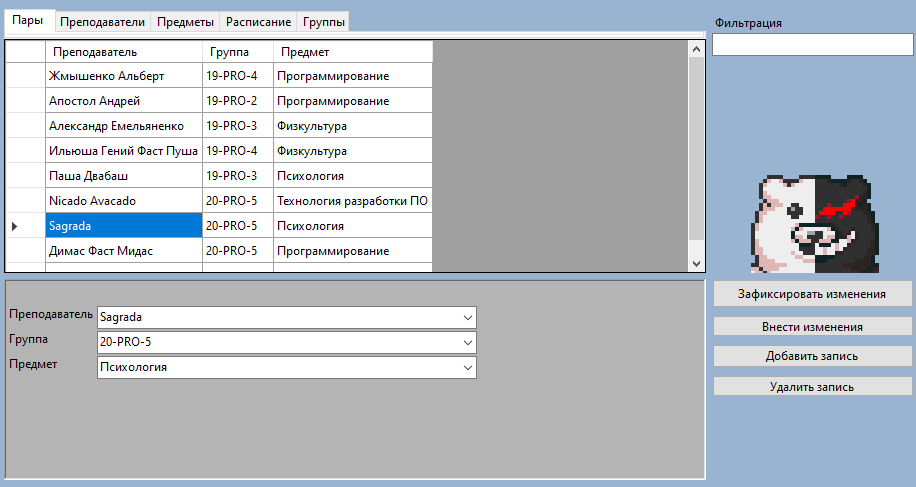 Пары Преподаватели Предметы Расписание Группы
Фильтрация
Преподаватель Группа Предмет
Жмышенко Альберт 19-PRO-4 Программирование
Апостол Андрей 19-PRO-2 Программирование
Александр Емельяненко 19-PRO-3 Физкультура
Ильюша Гений Фаст Пуша 19-PRO-4 Физкультура
Паша Двабаш 19-PRO-3 Психология
Nicado Avacado 20-PRO-5 Технология разработки ПО
Sagrada 20-PRO-5 Психология
Димас Фаст Мидас 20-PRO-5 Программирование
Преподаватель Sagrada
Группа 20-PRO-5
Предмет Психология
Зафиксировать изменения
Внести изменения
Добавить запись
Удалить запись